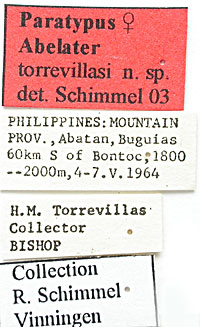 Paratypus ♀
Abelater
torrevillasi n. sp.
det. Schimmel 03
PHILIPPINES: MOUNTAIN
PROV., Abatan, Buguias
60km S of Bontoc, 1800
--2000m, 4-7.V.1964
H.M. Torrevillas
Collector
BISHOP
Collection
R. Schimmel
Vinningen